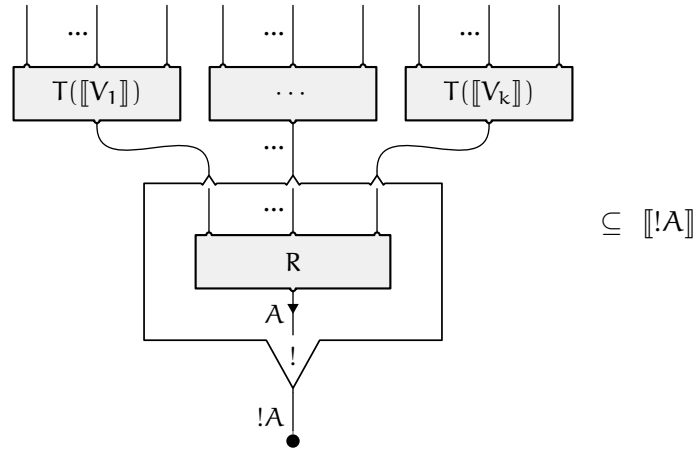 ... ... ...
T(⟦V₁⟧) · · · T(⟦Vₖ⟧)
...
...
R
⊆ ⟦!A⟧
A
!
!A